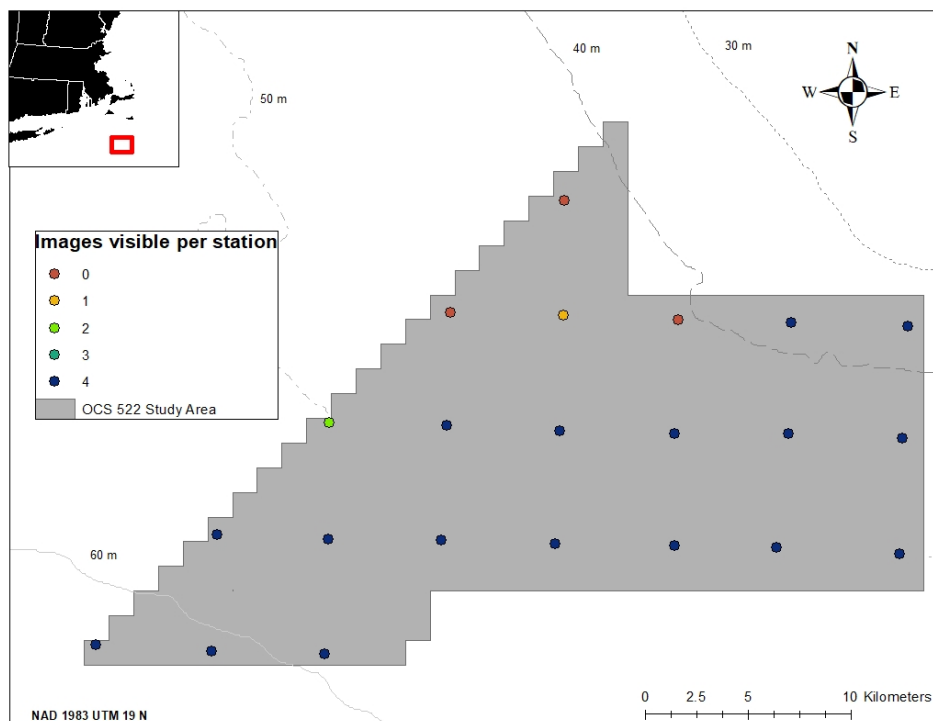 40 m
30 m
50 m
N
W E
S
Images visible per station
0
1
2
3
4
OCS 522 Study Area
60 m
0 2.5 5 10 Kilometers
NAD 1983 UTM 19 N